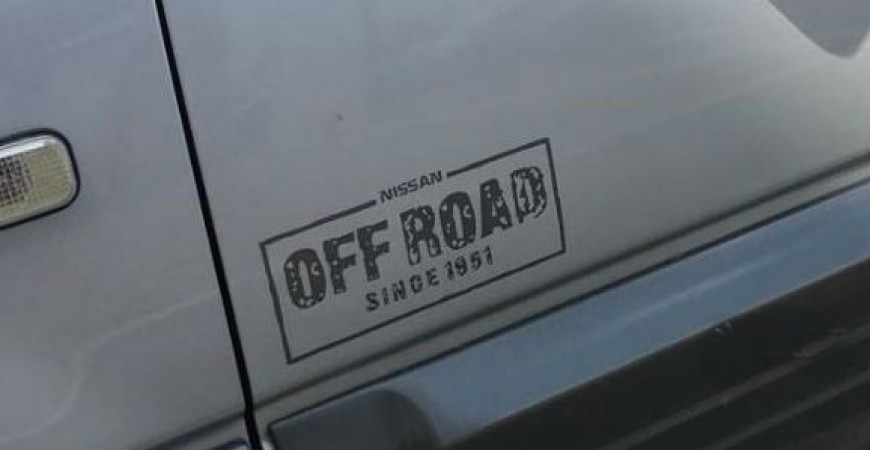 NISSAN
OFF ROAD
SINCE 1951